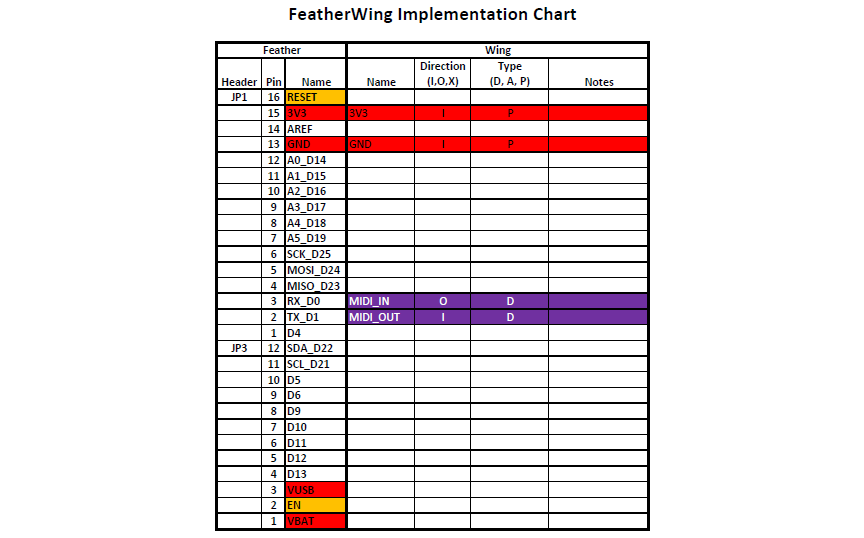 FeatherWing Implementation Chart
Feather Wing
Header Pin Name Name Direction (I,O,X) Type (D, A, P) Notes
JP1 16 RESET
15 3V3 3V3 I P
14 AREF
13 GND GND I P
12 A0_D14
11 A1_D15
10 A2_D16
9 A3_D17
8 A4_D18
7 A5_D19
6 SCK_D25
5 MOSI_D24
4 MISO_D23
3 RX_D0 MIDI_IN O D
2 TX_D1 MIDI_OUT I D
1 D4
JP3 12 SDA_D22
11 SCL_D21
10 D5
9 D6
8 D9
7 D10
6 D11
5 D12
4 D13
3 VUSB
2 EN
1 VBAT